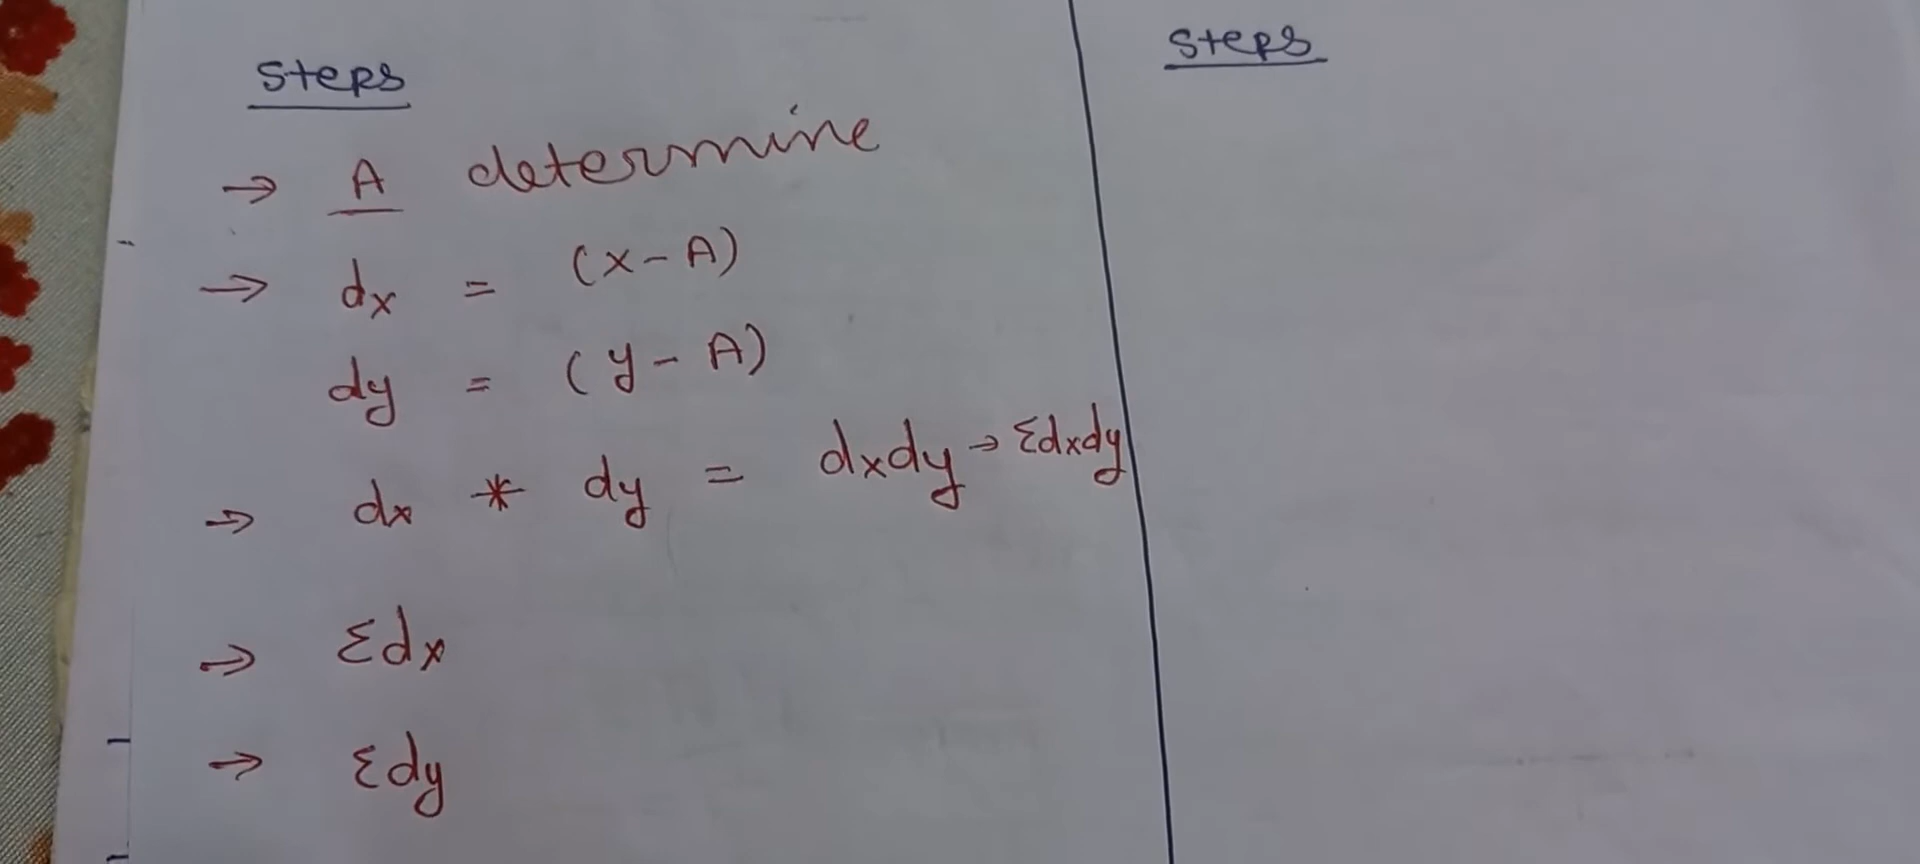 Steps
→ A determine
→ dx = (x - A)
dy = (y - A)
→ dx * dy = dxdy → Σdxdy
→ Σdx
→ Σdy
Steps